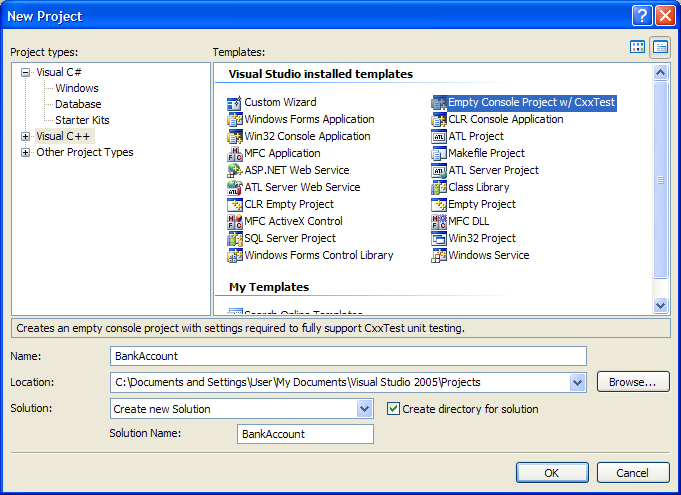 New Project
Project types:
Templates:
Visual C#
Windows
Database
Starter Kits
Visual C++
Other Project Types
Visual Studio installed templates
Custom Wizard
Empty Console Project w/ CxxTest
Windows Forms Application
CLR Console Application
Win32 Console Application
ATL Project
MFC Application
Makefile Project
ASP.NET Web Service
ATL Server Project
ATL Server Web Service
Class Library
CLR Empty Project
Empty Project
MFC ActiveX Control
MFC DLL
SQL Server Project
Win32 Project
Windows Forms Control Library
Windows Service
My Templates
Search Online Templates
Creates an empty console project with settings required to fully support CxxTest unit testing.
Name:
BankAccount
Location:
C:\Documents and Settings\User\My Documents\Visual Studio 2005\Projects
Browse...
Solution:
Create new Solution
Create directory for solution
Solution Name:
BankAccount
OK
Cancel